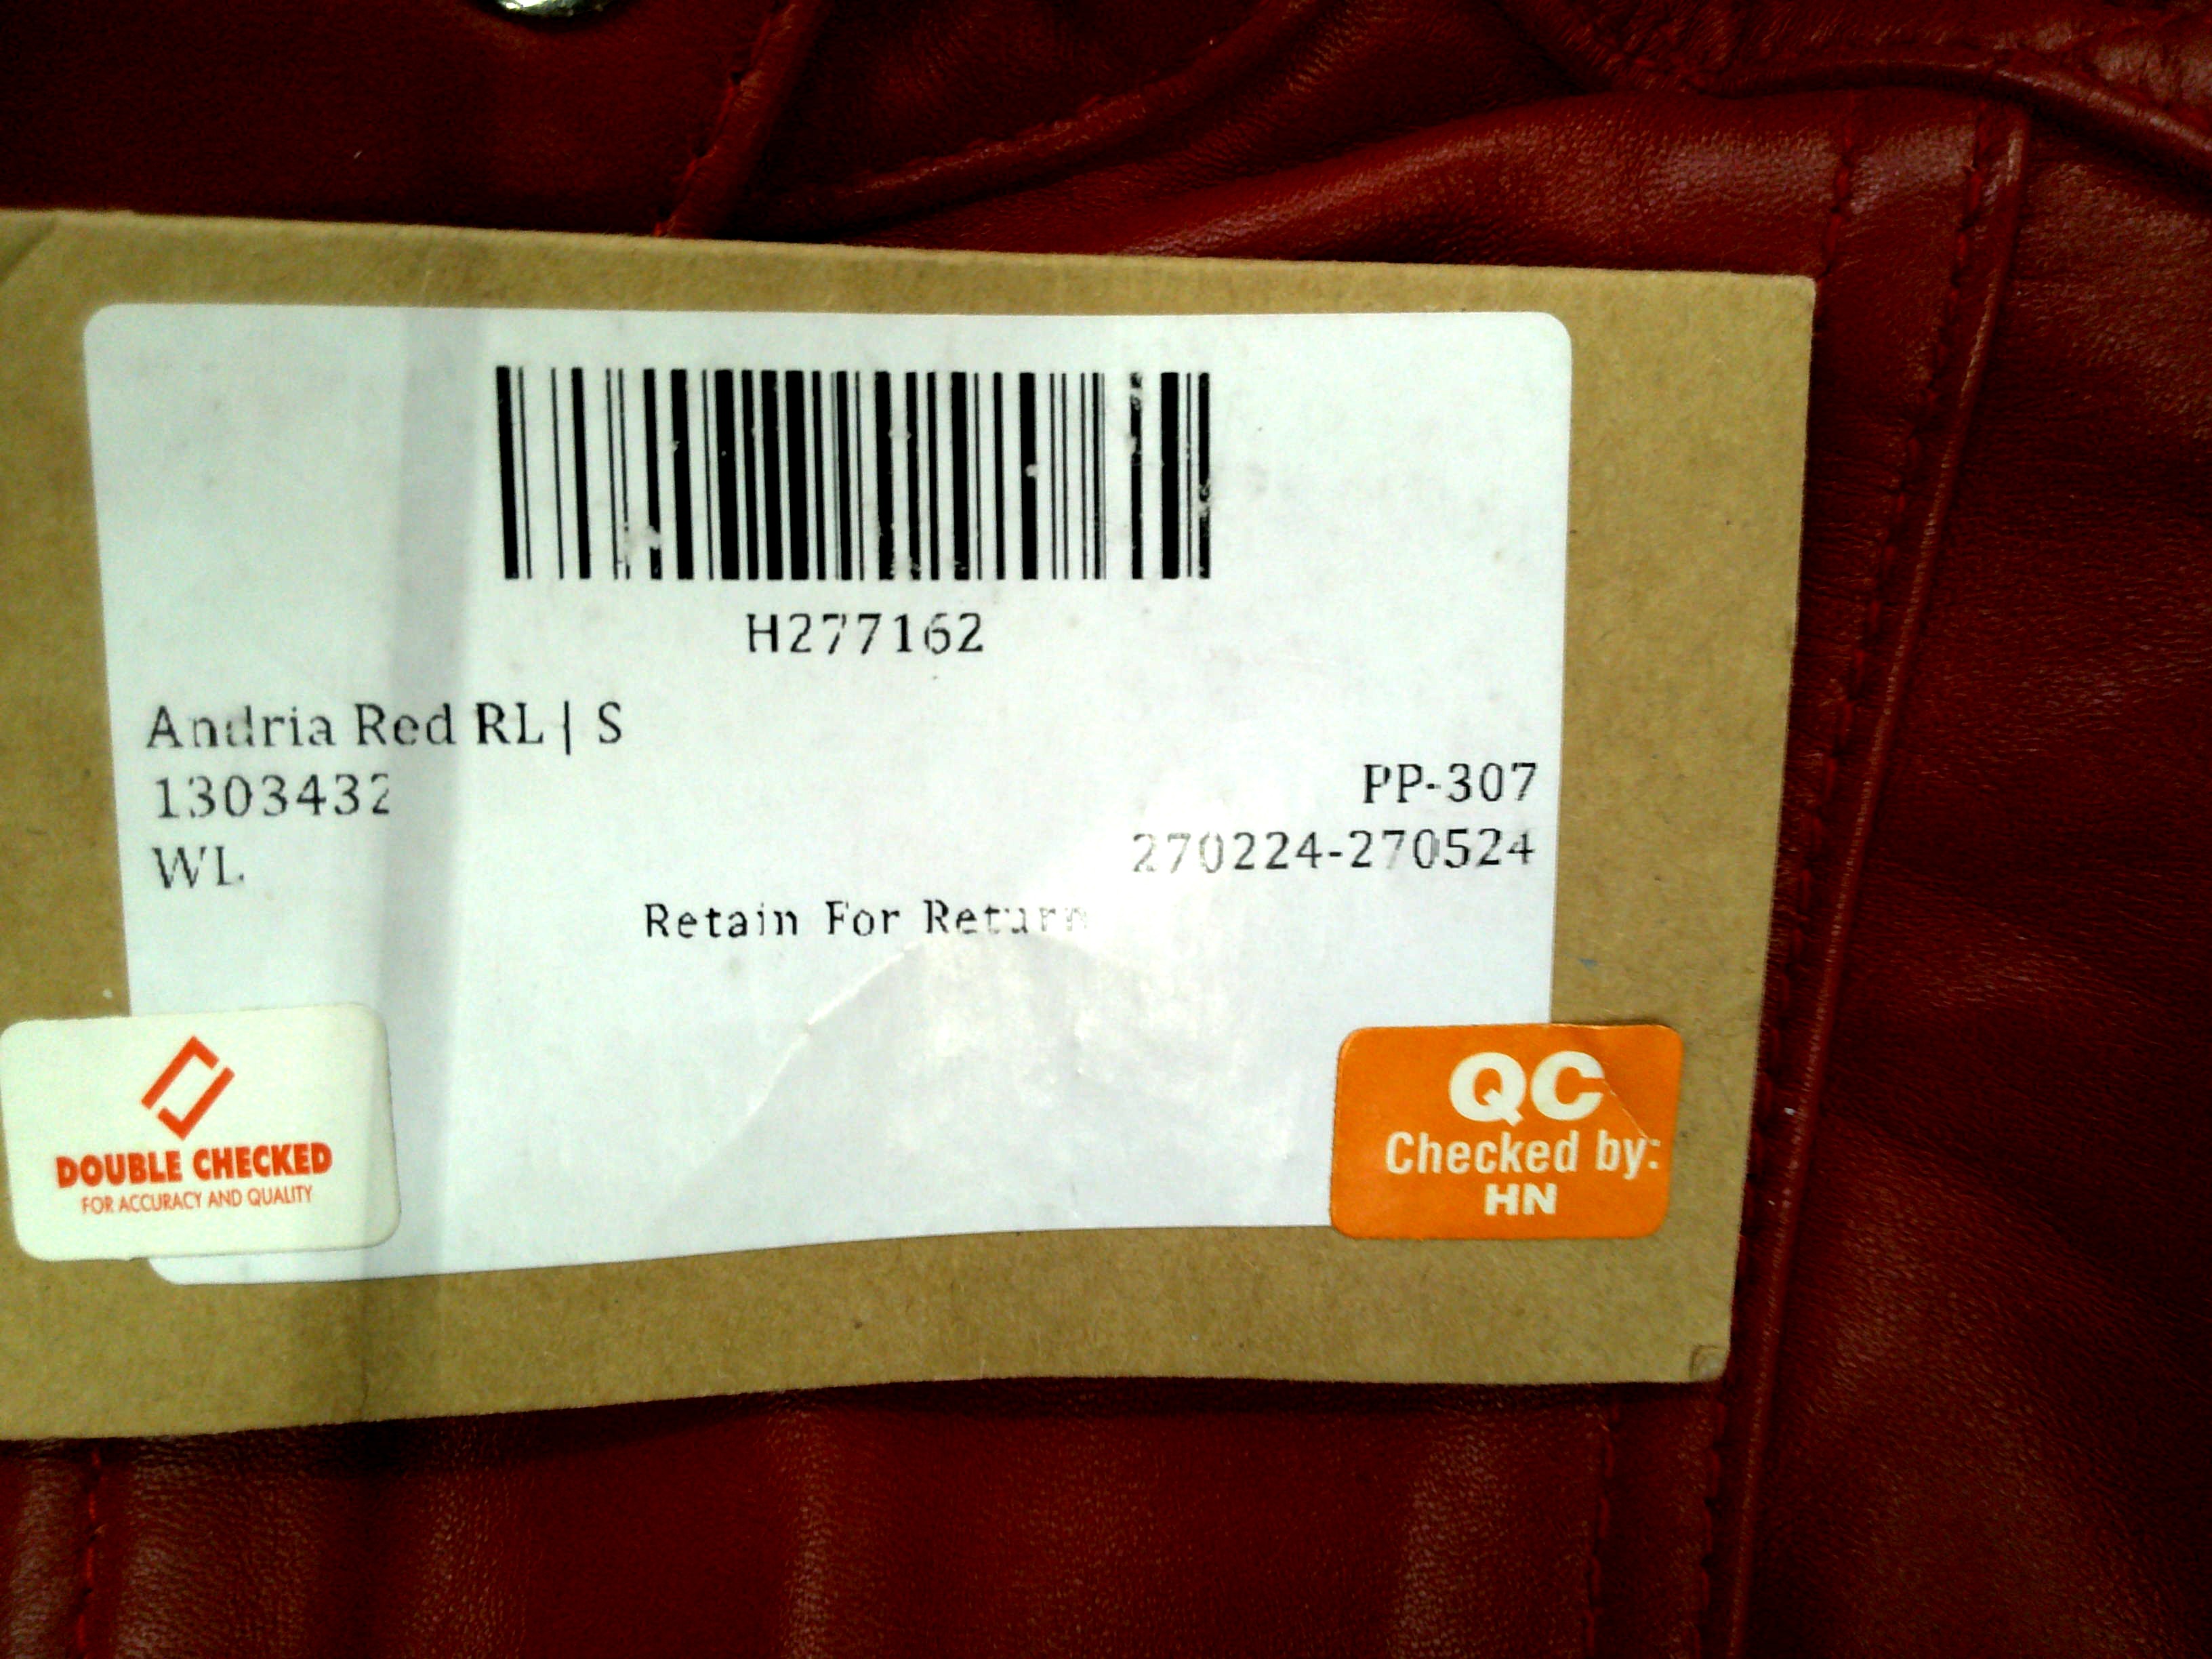 H277162
Andria Red RL | S
1303432
PP-307
WL
270224-270524
Retain For Return
DOUBLE CHECKED
FOR ACCURACY AND QUALITY
QC
Checked by:
HN